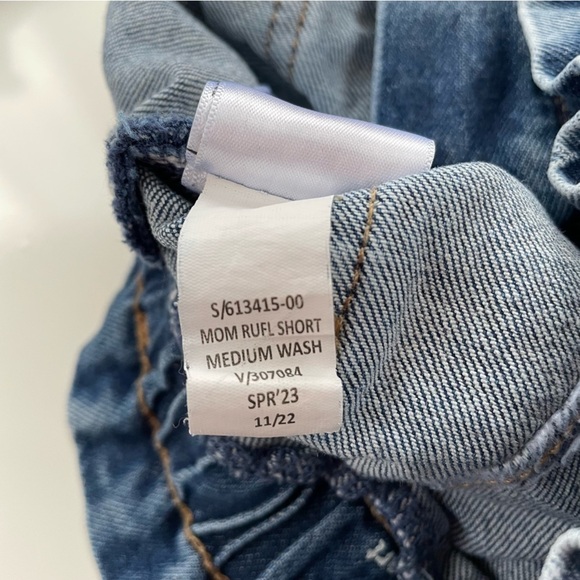 S/613415-00
MOM RUFL SHORT
MEDIUM WASH
V/307084
SPR'23
11/22